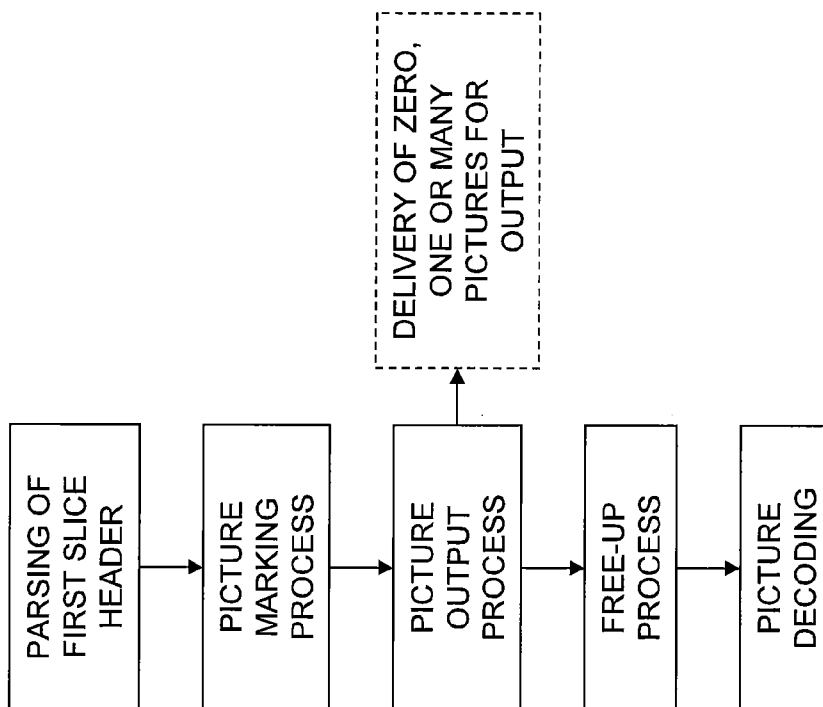 PARSING OF
FIRST SLICE
HEADER
PICTURE
MARKING
PROCESS
PICTURE
OUTPUT
PROCESS
DELIVERY OF ZERO,
ONE OR MANY
PICTURES FOR
OUTPUT
FREE-UP
PROCESS
PICTURE
DECODING